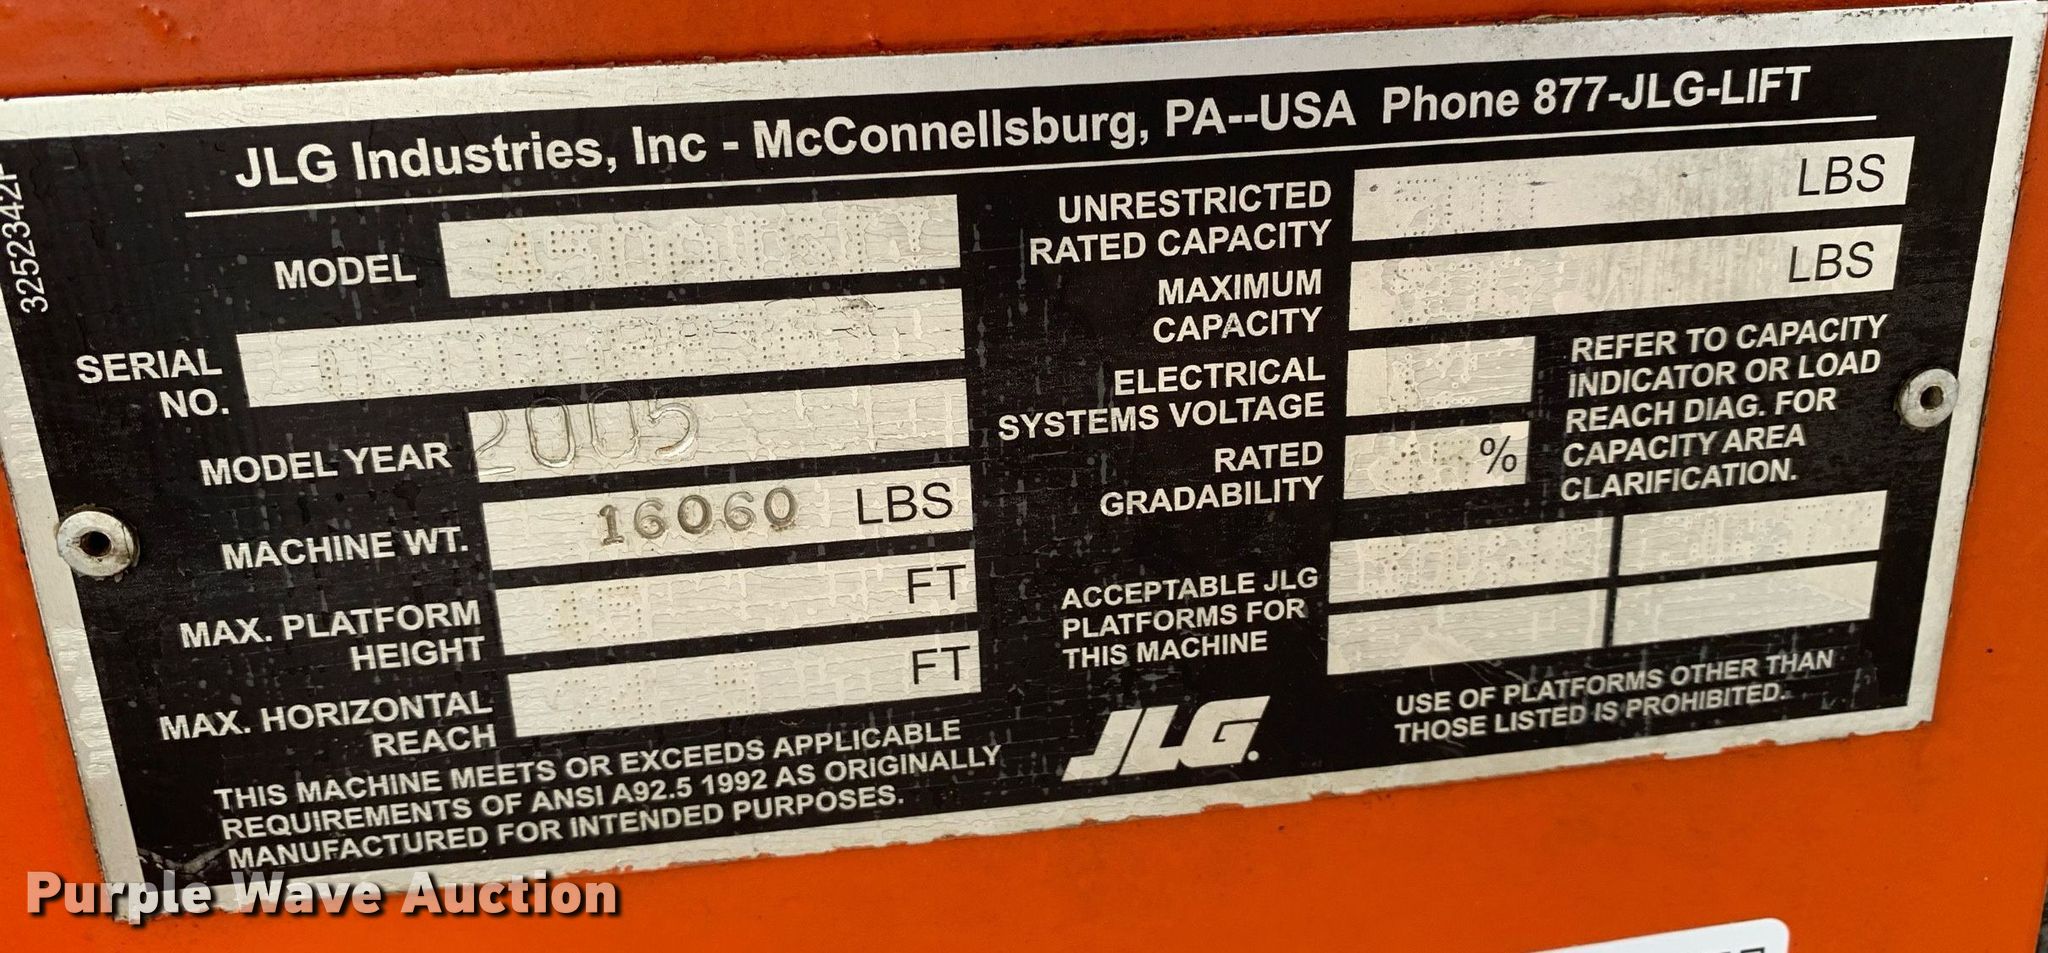 JLG Industries, Inc - McConnellsburg, PA--USA Phone 877-JLG-LIFT
325523342
MODEL
SERIAL
NO.
MODEL YEAR 2005
MACHINE WT. 16060 LBS
MAX. PLATFORM
HEIGHT 45 FT
MAX. HORIZONTAL
REACH FT
THIS MACHINE MEETS OR EXCEEDS APPLICABLE
REQUIREMENTS OF ANSI A92.5 1992 AS ORIGINALLY
MANUFACTURED FOR INTENDED PURPOSES.
UNRESTRICTED
RATED CAPACITY LBS
MAXIMUM
CAPACITY LBS
ELECTRICAL
SYSTEMS VOLTAGE
RATED
GRADABILITY %
REFER TO CAPACITY
INDICATOR OR LOAD
REACH DIAG. FOR
CAPACITY AREA
CLARIFICATION.
ACCEPTABLE JLG
PLATFORMS FOR
THIS MACHINE
JLG.
USE OF PLATFORMS OTHER THAN
THOSE LISTED IS PROHIBITED.
Purple Wave Auction